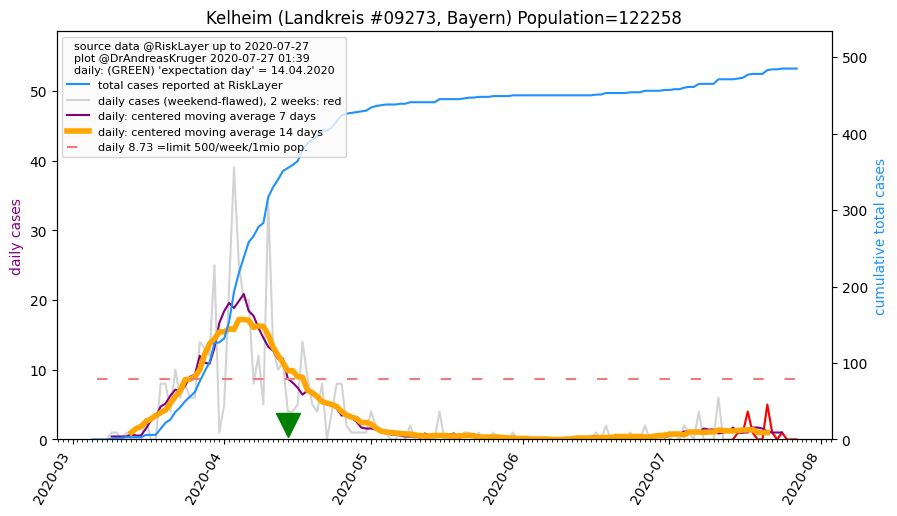 Kelheim (Landkreis #09273, Bayern) Population=122258
source data @RiskLayer up to 2020-07-27
plot @DrAndreasKruger 2020-07-27 01:39
daily: (GREEN) 'expectation day' = 14.04.2020
total cases reported at RiskLayer
daily cases (weekend-flawed), 2 weeks: red
daily: centered moving average 7 days
daily: centered moving average 14 days
daily 8.73 =limit 500/week/1mio pop.
daily cases
50
40
30
20
10
0
500
400
300
200
100
0
cumulative total cases
2020-03
2020-04
2020-05
2020-06
2020-07
2020-08